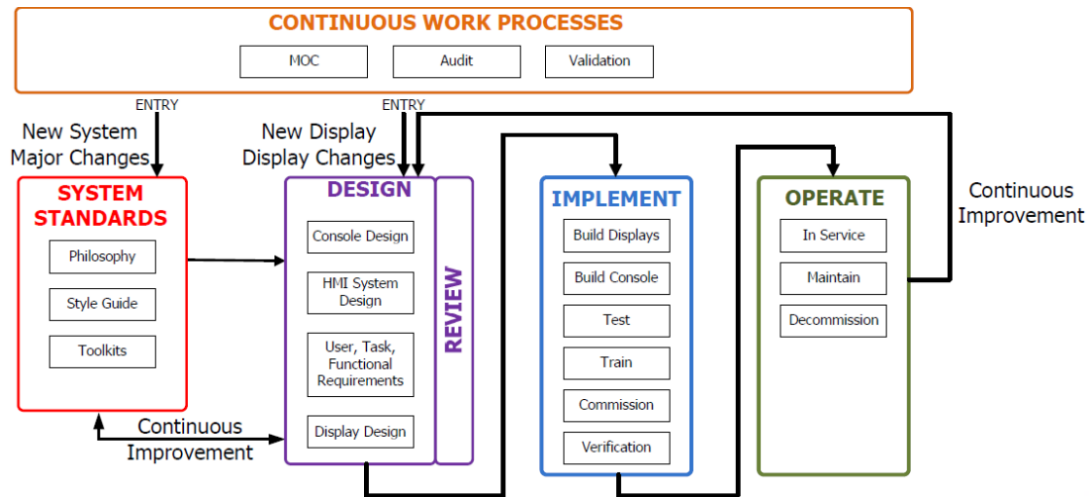 CONTINUOUS WORK PROCESSES
MOC
Audit
Validation
ENTRY
ENTRY
New System
Major Changes
New Display
Display Changes
SYSTEM
STANDARDS
Philosophy
Style Guide
Toolkits
Continuous
Improvement
DESIGN
Console Design
HMI System
Design
User, Task,
Functional
Requirements
Display Design
REVIEW
IMPLEMENT
Build Displays
Build Console
Test
Train
Commission
Verification
OPERATE
In Service
Maintain
Decommission
Continuous
Improvement